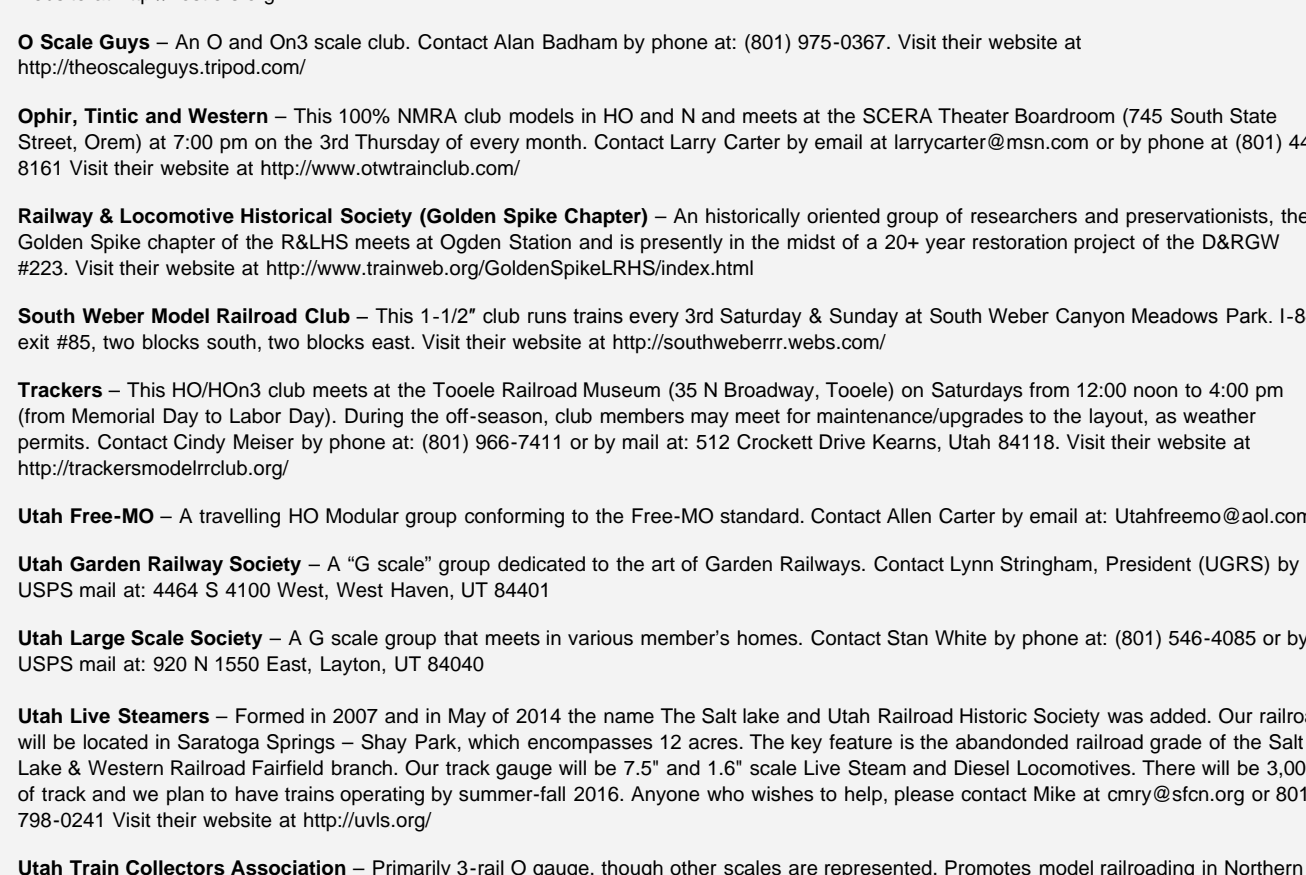 O Scale Guys – An O and On3 scale club. Contact Alan Badham by phone at: (801) 975-0367. Visit their website at
http://theoscaleguys.tripod.com/
Ophir, Tintic and Western – This 100% NMRA club models in HO and N and meets at the SCERA Theater Boardroom (745 South State
Street, Orem) at 7:00 pm on the 3rd Thursday of every month. Contact Larry Carter by email at larrycarter@msn.com or by phone at (801) 44
8161 Visit their website at http://www.otwtrainclub.com/
Railway & Locomotive Historical Society (Golden Spike Chapter) – An historically oriented group of researchers and preservationists, the
Golden Spike chapter of the R&LHS meets at Ogden Station and is presently in the midst of a 20+ year restoration project of the D&RGW
#223. Visit their website at http://www.trainweb.org/GoldenSpikeLRHS/index.html
South Weber Model Railroad Club – This 1-1/2″ club runs trains every 3rd Saturday & Sunday at South Weber Canyon Meadows Park. I-8
exit #85, two blocks south, two blocks east. Visit their website at http://southweberrr.webs.com/
Trackers – This HO/HOn3 club meets at the Tooele Railroad Museum (35 N Broadway, Tooele) on Saturdays from 12:00 noon to 4:00 pm
(from Memorial Day to Labor Day). During the off-season, club members may meet for maintenance/upgrades to the layout, as weather
permits. Contact Cindy Meiser by phone at: (801) 966-7411 or by mail at: 512 Crockett Drive Kearns, Utah 84118. Visit their website at
http://trackersmodelrrclub.org/
Utah Free-MO – A travelling HO Modular group conforming to the Free-MO standard. Contact Allen Carter by email at: Utahfreemo@aol.com
Utah Garden Railway Society – A “G scale” group dedicated to the art of Garden Railways. Contact Lynn Stringham, President (UGRS) by
USPS mail at: 4464 S 4100 West, West Haven, UT 84401
Utah Large Scale Society – A G scale group that meets in various member’s homes. Contact Stan White by phone at: (801) 546-4085 or by
USPS mail at: 920 N 1550 East, Layton, UT 84040
Utah Live Steamers – Formed in 2007 and in May of 2014 the name The Salt lake and Utah Railroad Historic Society was added. Our railroa
will be located in Saratoga Springs – Shay Park, which encompasses 12 acres. The key feature is the abandonded railroad grade of the Salt
Lake & Western Railroad Fairfield branch. Our track gauge will be 7.5" and 1.6" scale Live Steam and Diesel Locomotives. There will be 3,00
of track and we plan to have trains operating by summer-fall 2016. Anyone who wishes to help, please contact Mike at cmry@sfcn.org or 801
798-0241 Visit their website at http://uvls.org/
Utah Train Collectors Association – Primarily 3-rail O gauge, though other scales are represented. Promotes model railroading in Northern